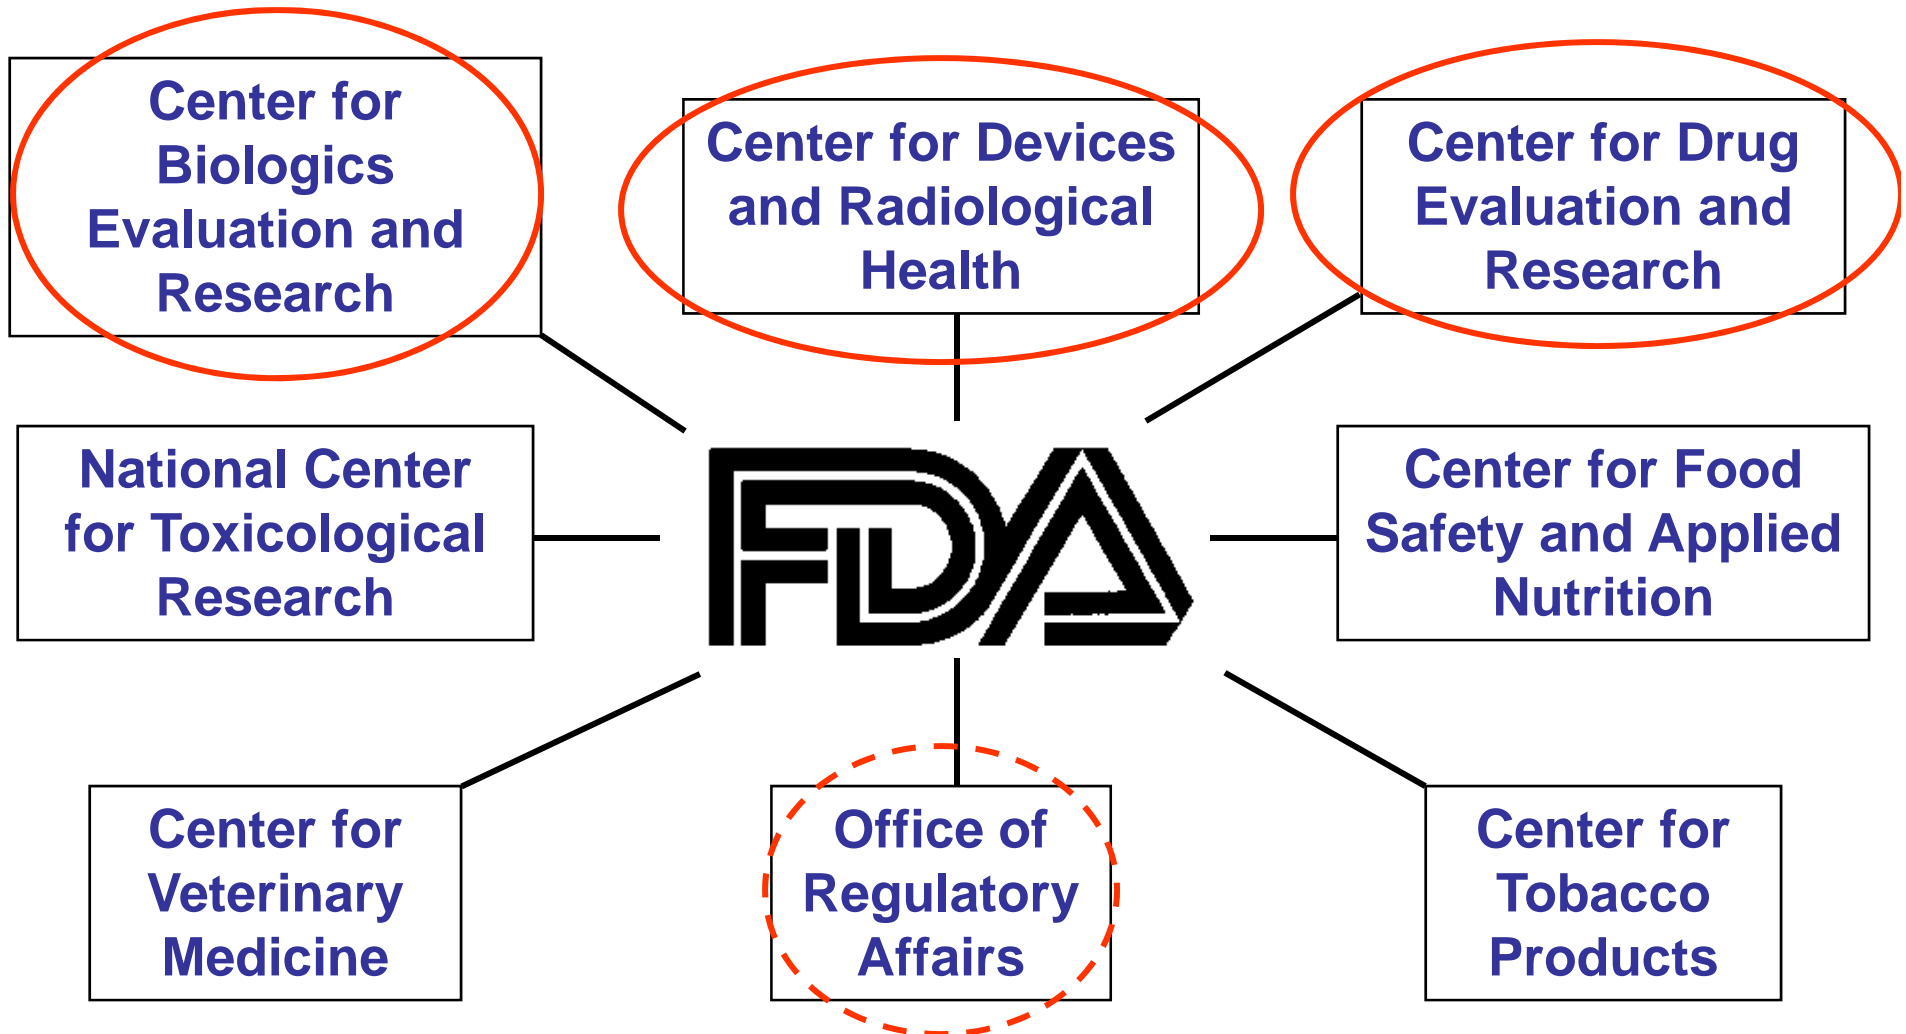 Center for
Biologics
Evaluation and
Research
Center for Devices
and Radiological
Health
Center for Drug
Evaluation and
Research
National Center
for Toxicological
Research
FDA
Center for Food
Safety and Applied
Nutrition
Center for
Veterinary
Medicine
Office of
Regulatory
Affairs
Center for
Tobacco
Products